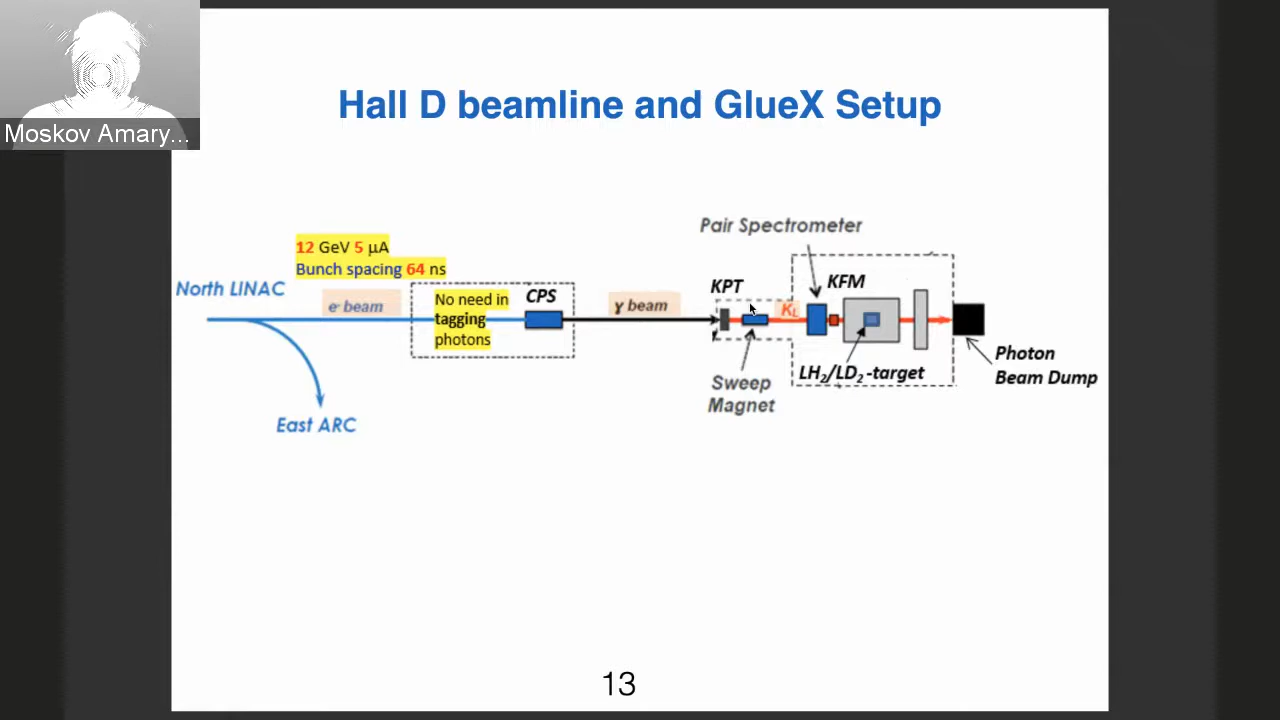 Moskov Amary...
Hall D beamline and GlueX Setup
Pair Spectrometer
12 GeV 5 μA
Bunch spacing 64 ns
North LINAC
e⁻ beam
No need in
tagging
photons
CPS
γ beam
KPT
K_L
KFM
LH₂/LD₂ -target
Sweep
Magnet
Photon
Beam Dump
East ARC
13